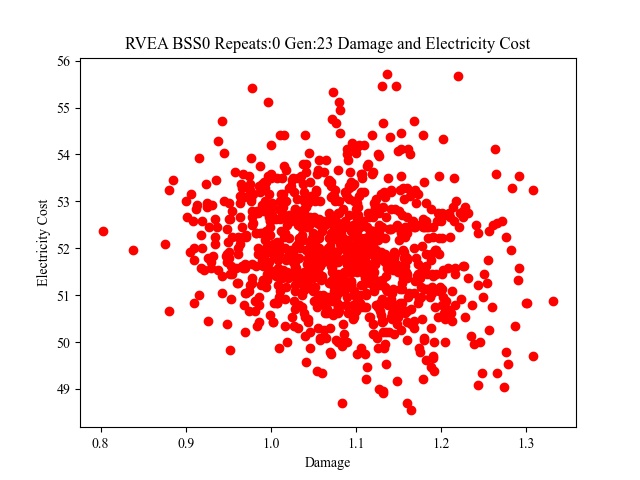 RVEA BSS0 Repeats:0 Gen:23 Damage and Electricity Cost
56
55
54
53
52
51
50
49
Electricity Cost
0.8 0.9 1.0 1.1 1.2 1.3
Damage